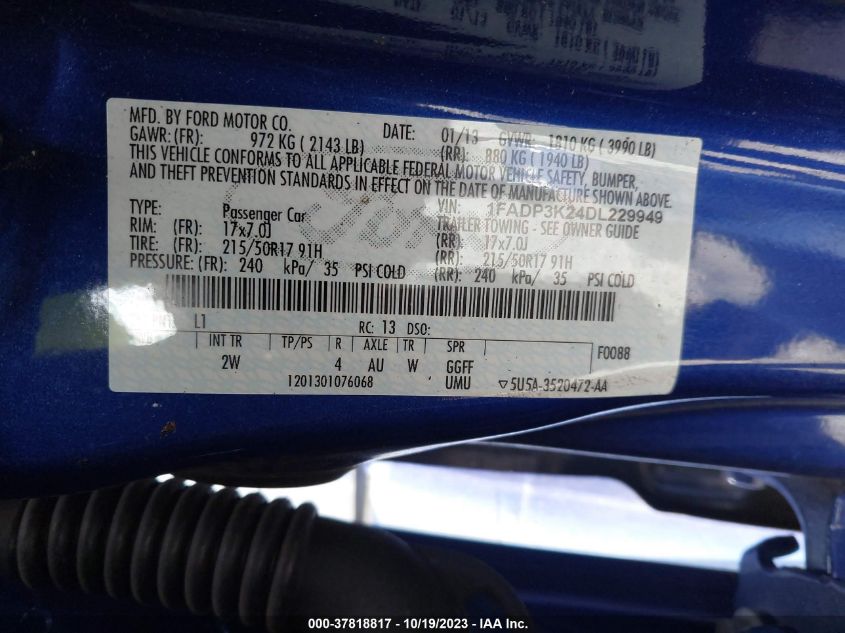 MFD. BY FORD MOTOR CO. DATE: 01/13 GVWR: 1810 KG ( 3990 LB)
GAWR: (FR): 972 KG ( 2143 LB) (RR): 880 KG ( 1940 LB)
THIS VEHICLE CONFORMS TO ALL APPLICABLE FEDERAL MOTOR VEHICLE SAFETY, BUMPER,
AND THEFT PREVENTION STANDARDS IN EFFECT ON THE DATE OF MANUFACTURE SHOWN ABOVE.
VIN: 1FADP3K24DL229949
TYPE: Passenger Car TRAILER TOWING - SEE OWNER GUIDE
RIM: (FR): 17x7.0J (RR): 17x7.0J
TIRE: (FR): 215/50R17 91H (RR): 215/50R17 91H
PRESSURE: (FR): 240 kPa/ 35 PSI COLD (RR): 240 kPa/ 35 PSI COLD
L1 RC: 13 DSO:
INT TR TP/PS R AXLE TR SPR F0088
2W 4 AU W GGFF
1201301076068 UMU ▽5U5A-3520472-AA
000-37818817 - 10/19/2023 - IAA Inc.